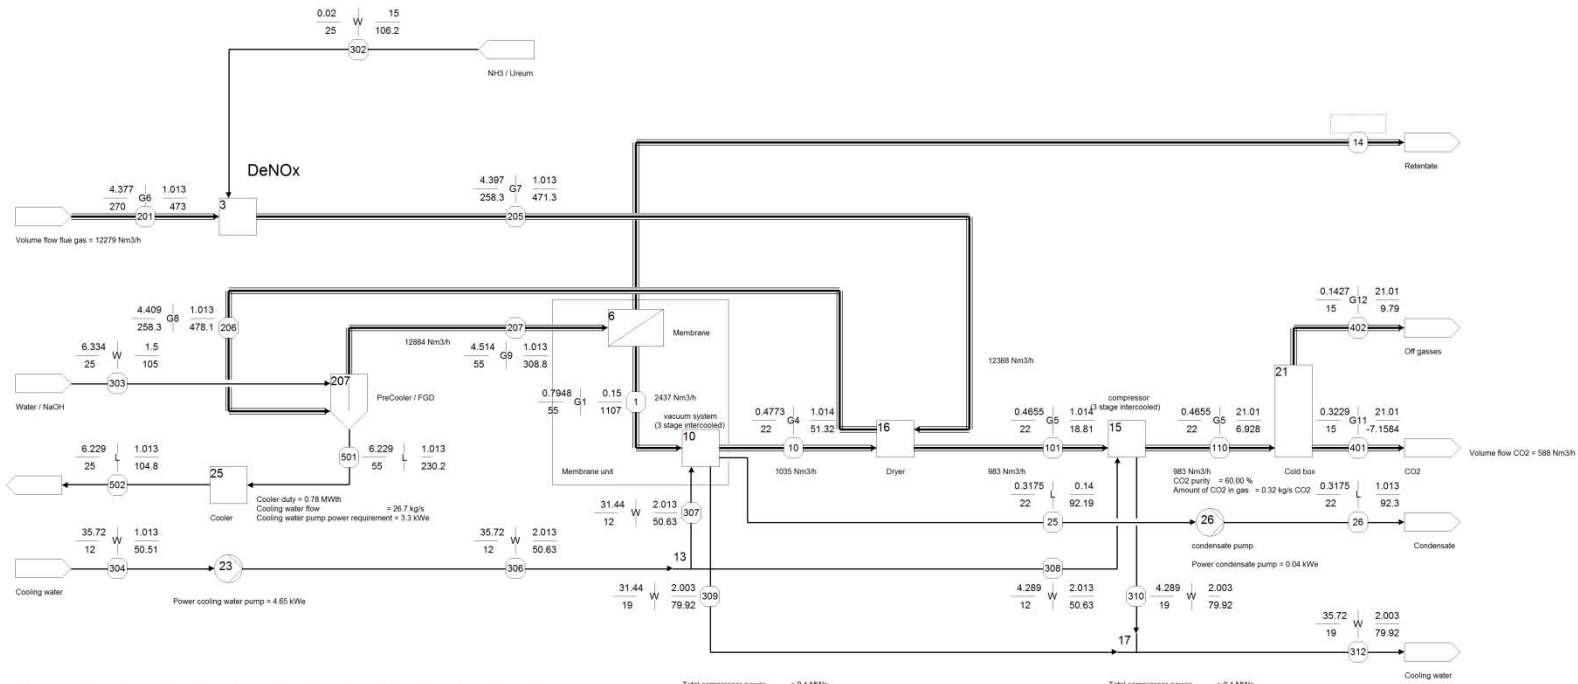 0.02 W 15
25 106.2
302
NH3 / Ureum
14
Retentate
DeNOx
4.377 G6 1.013
270 473
201
3
4.397 G7 1.013
258.3 471.3
205
Volume flow flue gas = 12279 Nm3/h
4.409 G8 1.013
258.3 478.1
206
207
12884 Nm3/h
4.514 G9 1.013
55 308.8
6
Membrane
12368 Nm3/h
0.1427 G12 21.01
15 9.79
402
Off gasses
6.334 W 1.5
25 105
303
Water / NaOH
207
PreCooler / FGD
0.7948 G1 0.15
55 1107
1
2437 Nm3/h
vacuum system
(3 stage intercooled)
10
Membrane unit
0.4773 G4 1.014
22 51.32
10
1035 Nm3/h
16
Dryer
0.4655 G5 1.014
22 18.81
101
983 Nm3/h
compressor
(3 stage intercooled)
15
0.4655 G5 21.01
22 6.928
110
983 Nm3/h
CO2 purity = 60.00 %
Amount of CO2 in gas = 0.32 kg/s CO2
21
Cold box
0.3229 G11 21.01
15 -7.1584
401
CO2
Volume flow CO2 = 588 Nm3/h
6.229 L 1.013
25 104.8
502
25
Cooler
501
6.229 L 1.013
55 230.2
Cooler duty = 0.78 MWth
Cooling water flow = 26.7 kg/s
Cooling water pump power requirement = 3.3 kWe
31.44 W 2.013
12 50.63
307
0.3175 L 0.14
22 92.19
25
26
condensate pump
Power condensate pump = 0.04 kWe
0.3175 L 1.013
22 92.3
26
Condensate
35.72 W 1.013
12 50.51
304
Cooling water
23
Power cooling water pump = 4.65 kWe
35.72 W 2.013
12 50.63
306
13
308
31.44 W 2.003
19 79.92
309
4.289 W 2.013
12 50.63
310
4.289 W 2.003
19 79.92
17
35.72 W 2.003
19 79.92
312
Cooling water